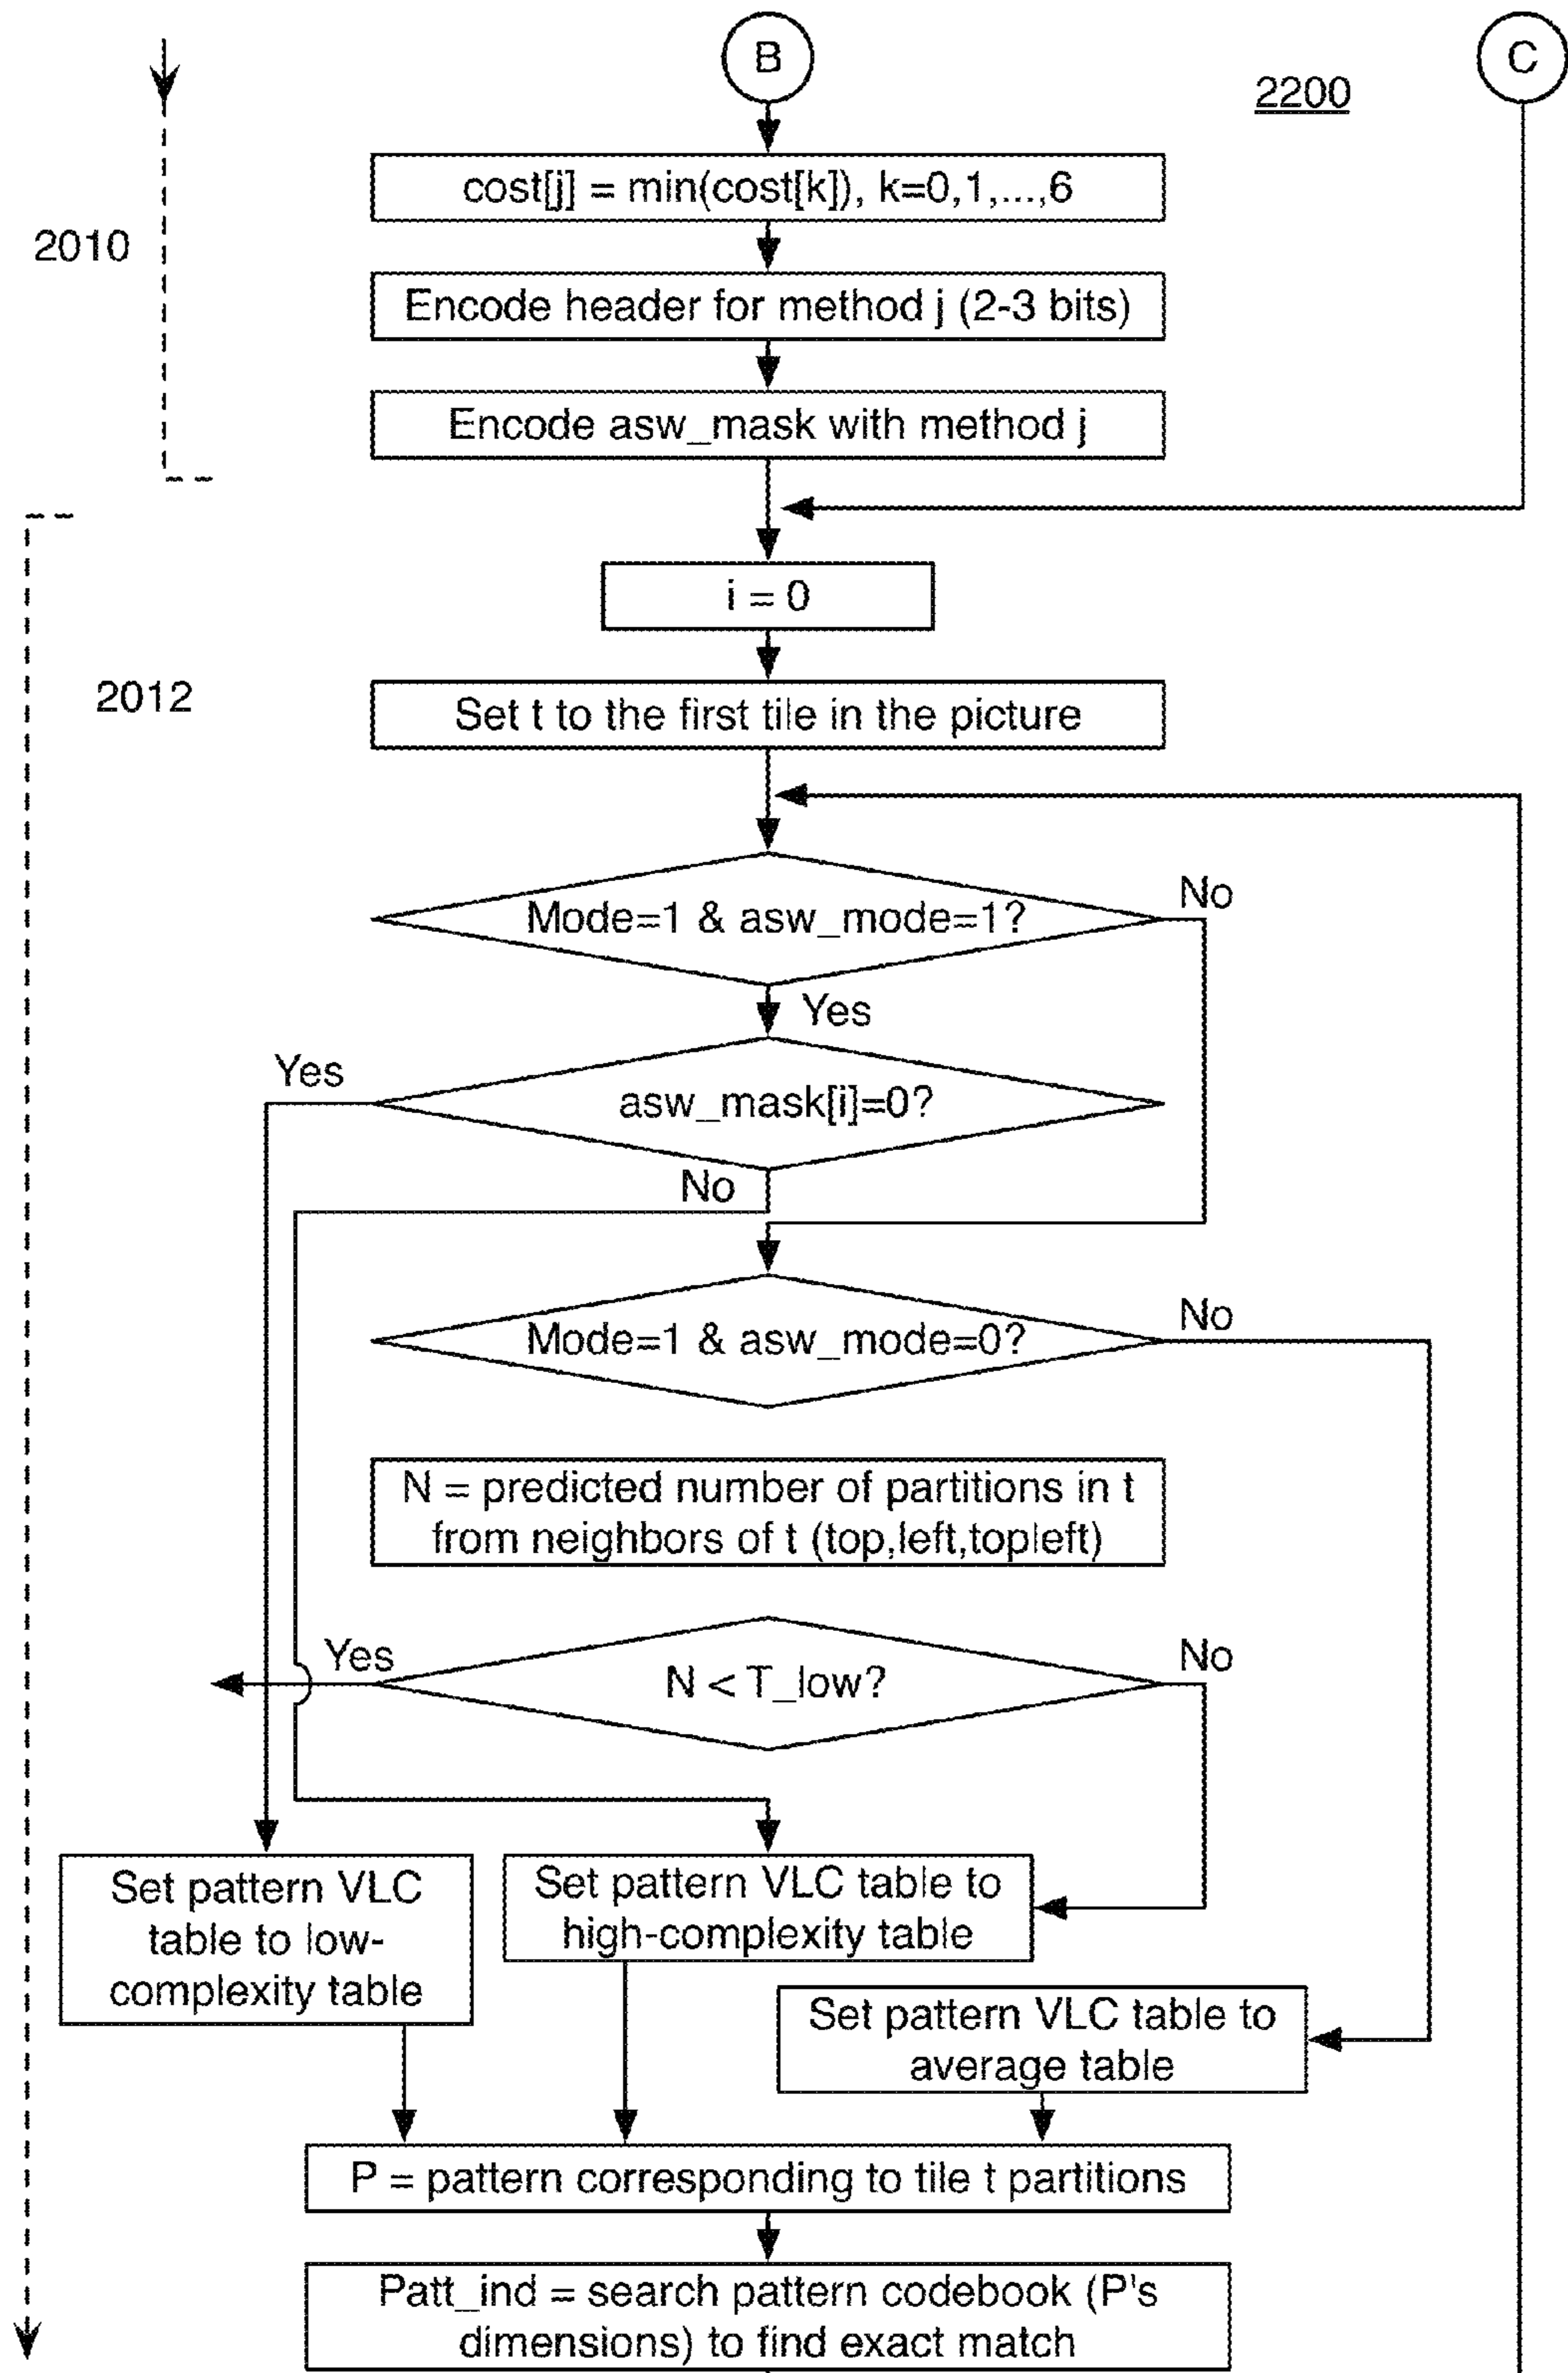 B
C
2200
cost[j] = min(cost[k]), k=0,1,...,6
2010
Encode header for method j (2-3 bits)
Encode asw_mask with method j
i = 0
2012
Set t to the first tile in the picture
No
Mode=1 & asw_mode=1?
Yes
Yes
asw_mask[i]=0?
No
No
Mode=1 & asw_mode=0?
N = predicted number of partitions in t
from neighbors of t (top,left,topleft)
Yes
No
N < T_low?
Set pattern VLC
table to low-
complexity table
Set pattern VLC table to
high-complexity table
Set pattern VLC table to
average table
P = pattern corresponding to tile t partitions
Patt_ind = search pattern codebook (P's
dimensions) to find exact match